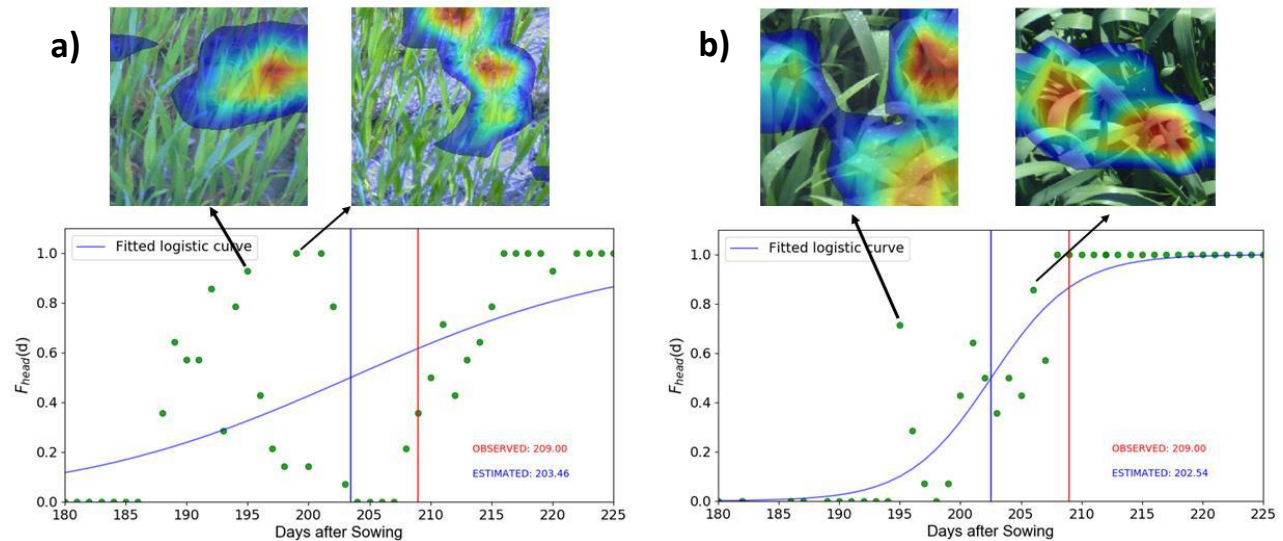 a)
Fitted logistic curve
F_head(d)
1.0
0.8
0.6
0.4
0.2
0.0
OBSERVED: 209.00
ESTIMATED: 203.46
180 185 190 195 200 205 210 215 220 225
Days after Sowing
b)
Fitted logistic curve
F_head(d)
1.0
0.8
0.6
0.4
0.2
0.0
OBSERVED: 209.00
ESTIMATED: 202.54
180 185 190 195 200 205 210 215 220 225
Days after Sowing